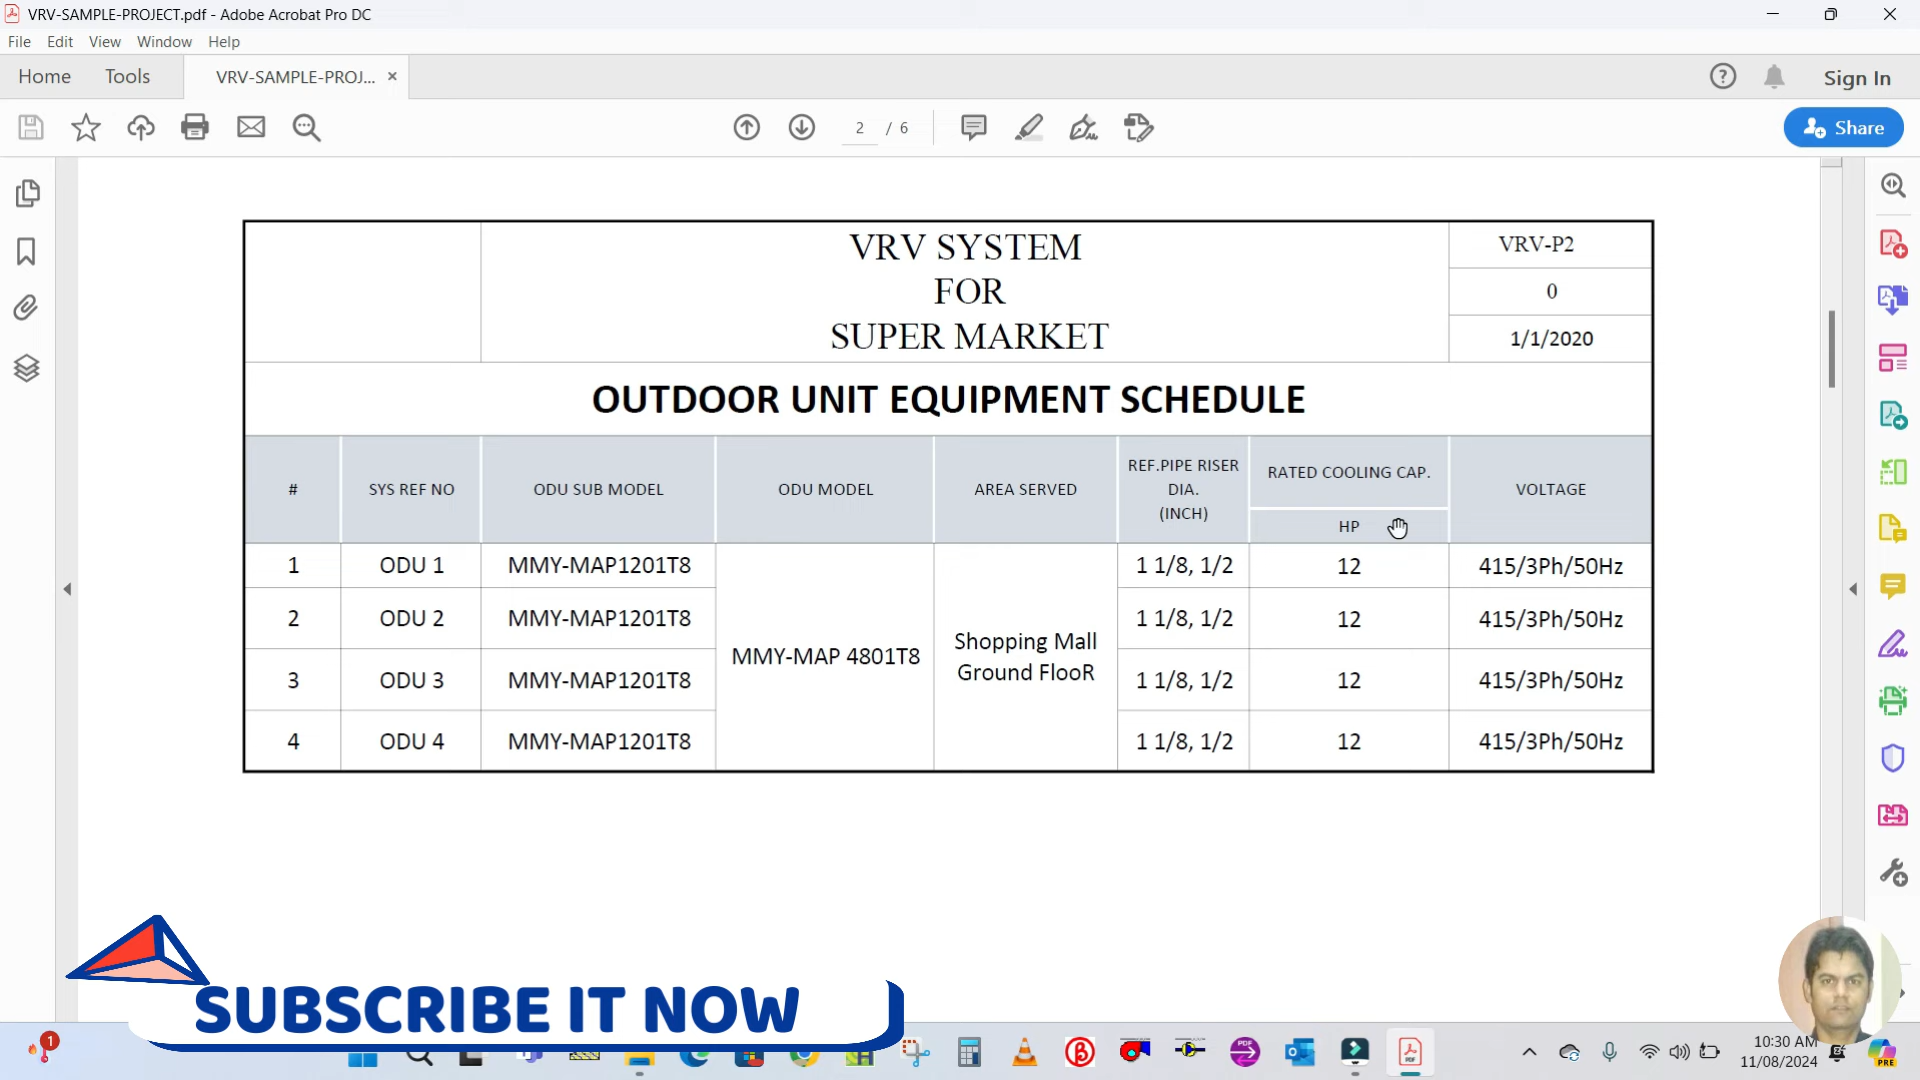 VRV-SAMPLE-PROJECT.pdf - Adobe Acrobat Pro DC
File Edit View Window Help
Home Tools VRV-SAMPLE-PROJ... × Sign In
2 / 6 Share
VRV SYSTEM
FOR
SUPER MARKET
VRV-P2
0
1/1/2020
OUTDOOR UNIT EQUIPMENT SCHEDULE
# SYS REF NO ODU SUB MODEL ODU MODEL AREA SERVED REF.PIPE RISER DIA. (INCH) RATED COOLING CAP. HP VOLTAGE
1 ODU 1 MMY-MAP1201T8 1 1/8, 1/2 12 415/3Ph/50Hz
2 ODU 2 MMY-MAP1201T8 1 1/8, 1/2 12 415/3Ph/50Hz
MMY-MAP 4801T8 Shopping Mall
Ground FlooR
3 ODU 3 MMY-MAP1201T8 1 1/8, 1/2 12 415/3Ph/50Hz
4 ODU 4 MMY-MAP1201T8 1 1/8, 1/2 12 415/3Ph/50Hz
SUBSCRIBE IT NOW
1
PDF
10:30 AM
11/08/2024
PRE